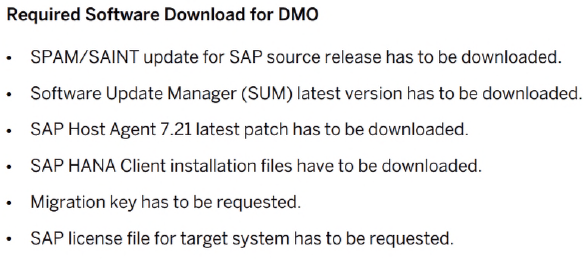 Required Software Download for DMO
• SPAM/SAINT update for SAP source release has to be downloaded.
• Software Update Manager (SUM) latest version has to be downloaded.
• SAP Host Agent 7.21 latest patch has to be downloaded.
• SAP HANA Client installation files have to be downloaded.
• Migration key has to be requested.
• SAP license file for target system has to be requested.